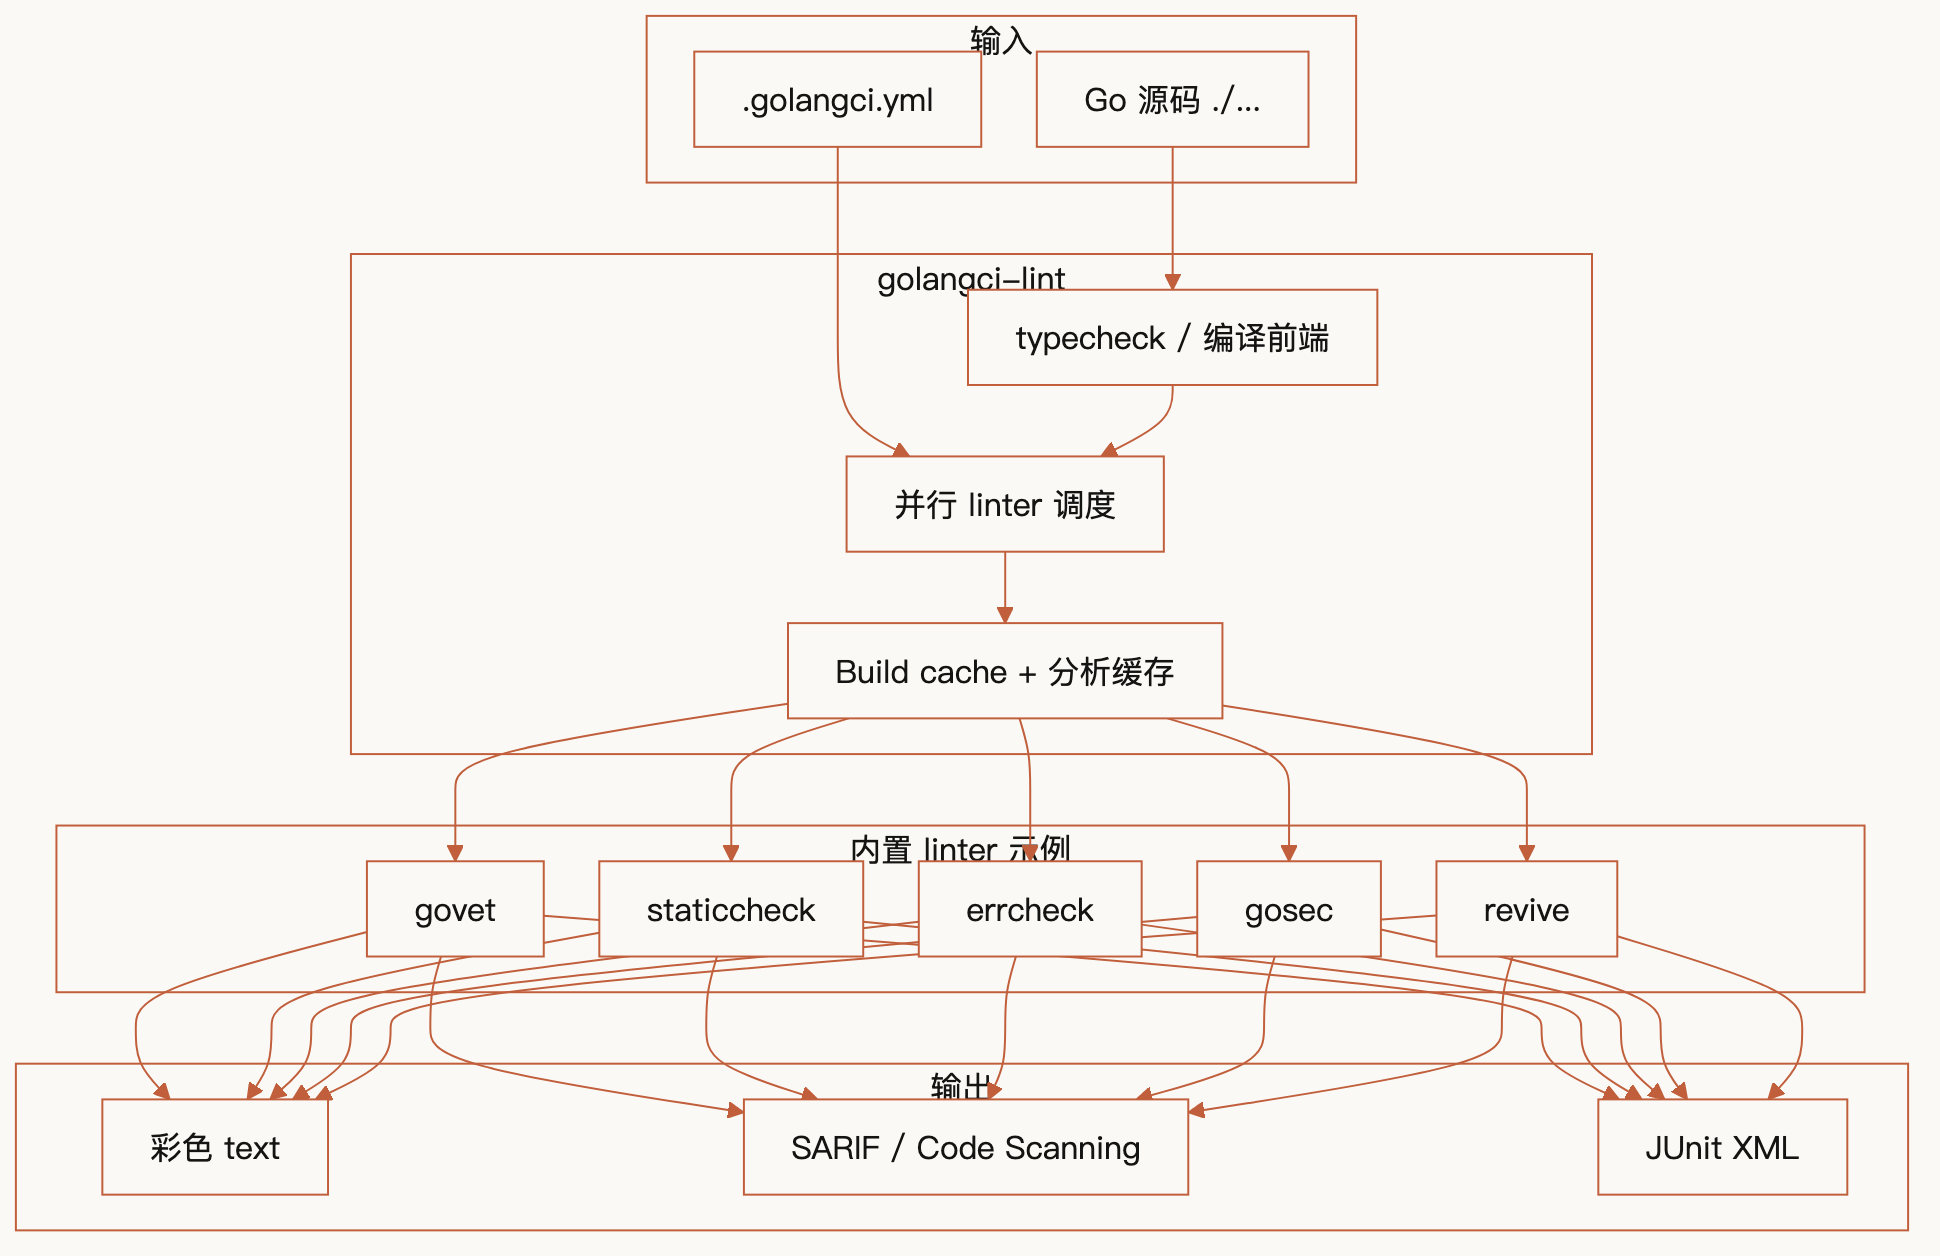 输入
.golangci.yml
Go 源码 ./...
golangci-lint
typecheck / 编译前端
并行 linter 调度
Build cache + 分析缓存
内置 linter 示例
govet
staticcheck
errcheck
gosec
revive
输出
彩色 text
SARIF / Code Scanning
JUnit XML